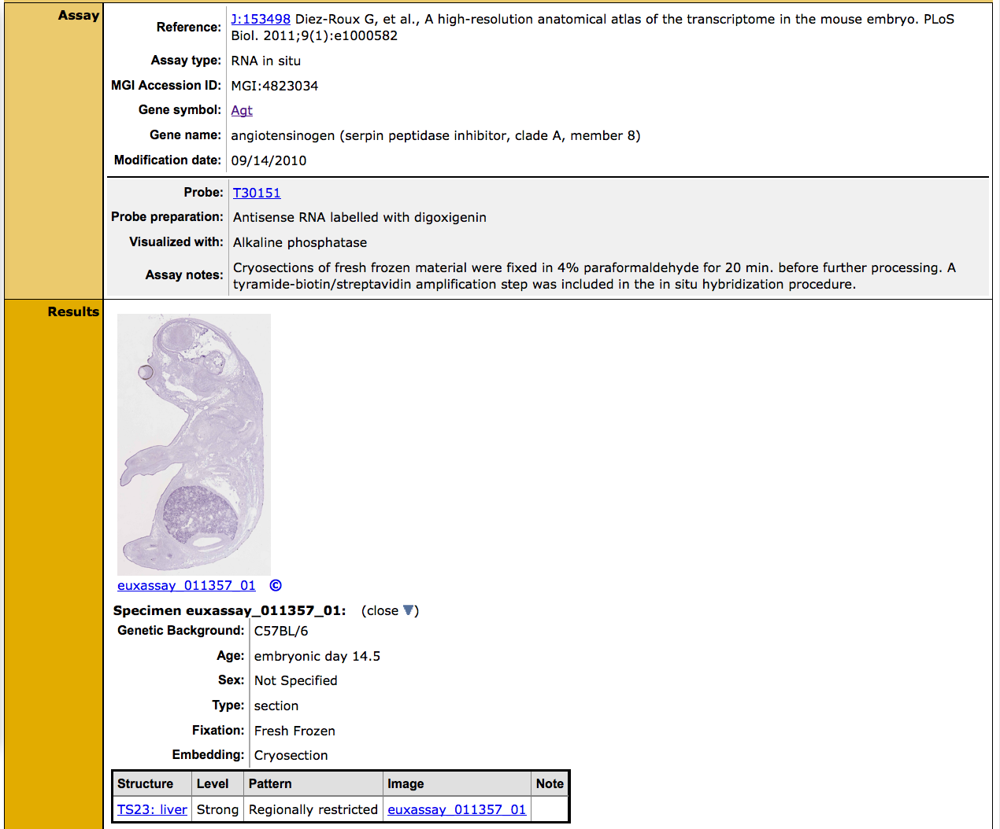 Assay
Reference: J:153498 Diez-Roux G, et al., A high-resolution anatomical atlas of the transcriptome in the mouse embryo. PLoS
Biol. 2011;9(1):e1000582
Assay type: RNA in situ
MGI Accession ID: MGI:4823034
Gene symbol: Agt
Gene name: angiotensinogen (serpin peptidase inhibitor, clade A, member 8)
Modification date: 09/14/2010
Probe: T30151
Probe preparation: Antisense RNA labelled with digoxigenin
Visualized with: Alkaline phosphatase
Assay notes: Cryosections of fresh frozen material were fixed in 4% paraformaldehyde for 20 min. before further processing. A
tyramide-biotin/streptavidin amplification step was included in the in situ hybridization procedure.
Results
euxassay_011357_01 ©
Specimen euxassay_011357_01: (close ▼)
Genetic Background: C57BL/6
Age: embryonic day 14.5
Sex: Not Specified
Type: section
Fixation: Fresh Frozen
Embedding: Cryosection
Structure Level Pattern Image Note
TS23: liver Strong Regionally restricted euxassay_011357_01